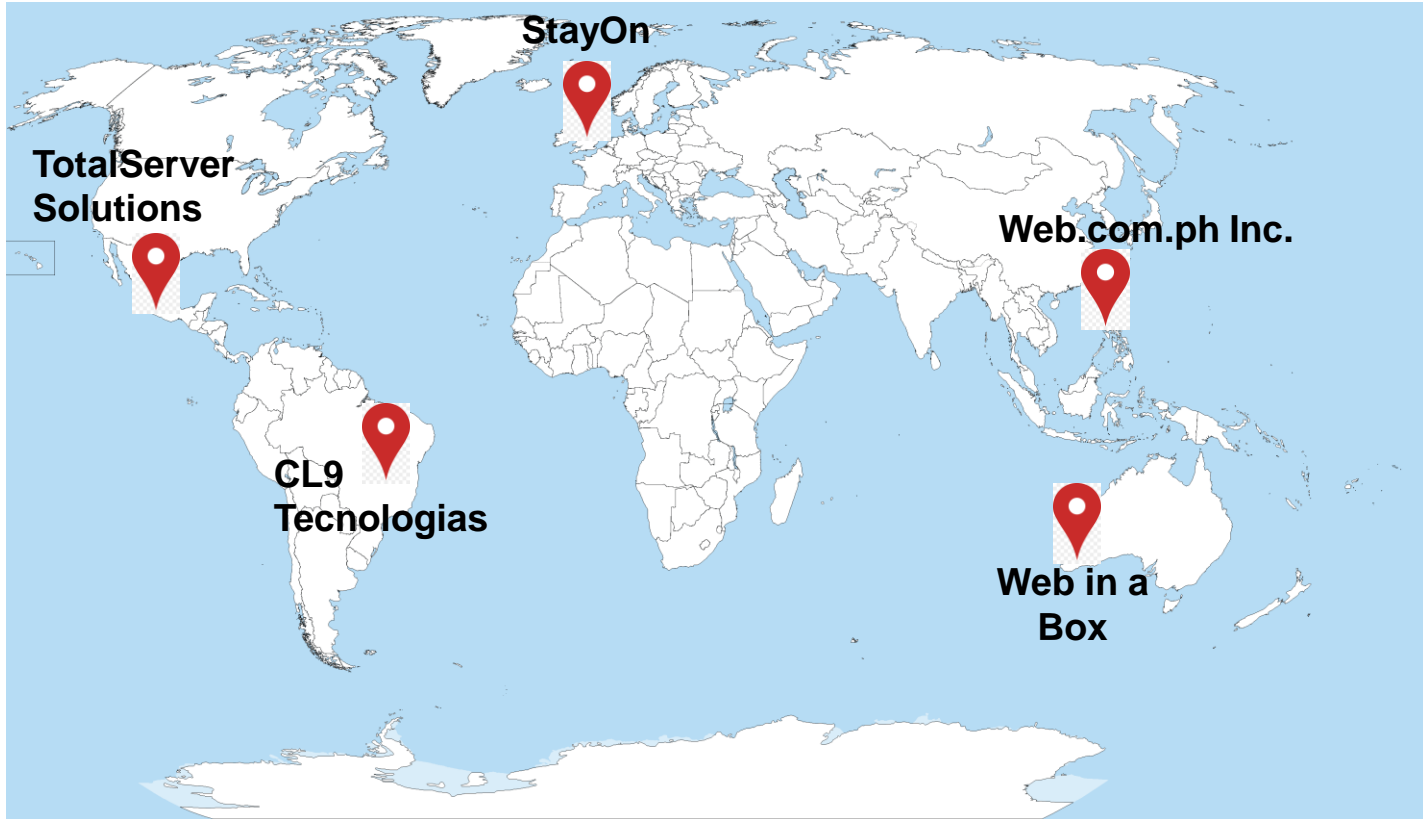 StayOn
TotalServer
Solutions
Web.com.ph Inc.
CL9
Tecnologias
Web in a
Box